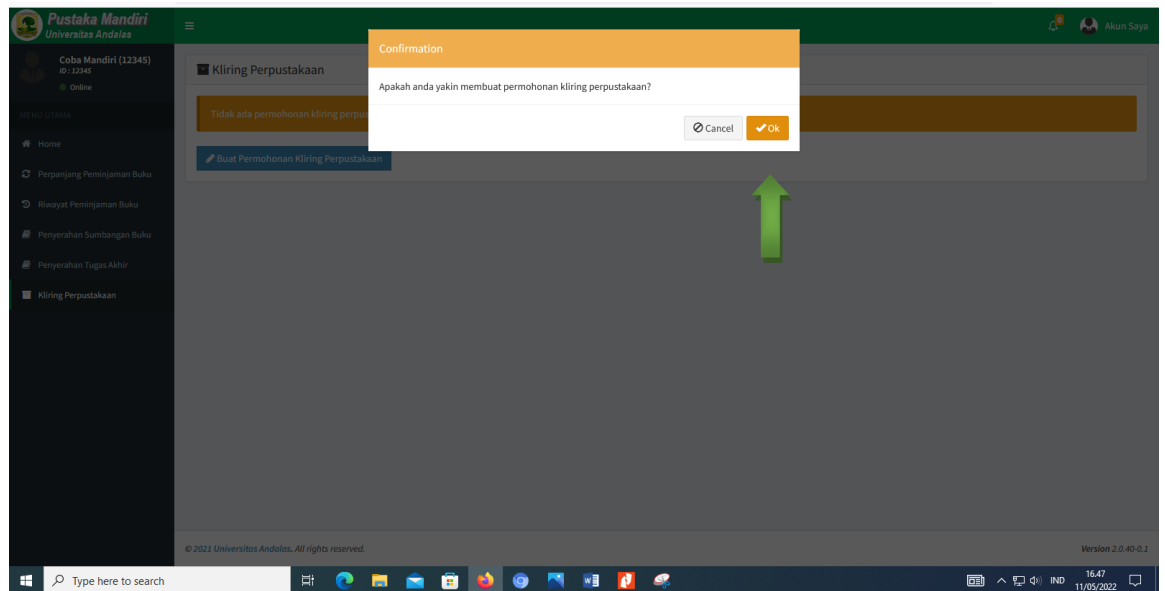 Pustaka Mandiri
Universitas Andalas
Akun Saya
Coba Mandiri (12345)
ID : 12345
Online
MENU UTAMA
Home
Perpanjang Peminjaman Buku
Riwayat Peminjaman Buku
Penyerahan Sumbangan Buku
Penyerahan Tugas Akhir
Kliring Perpustakaan
Confirmation
Apakah anda yakin membuat permohonan kliring perpustakaan?
Cancel
Ok
Kliring Perpustakaan
Tidak ada permohonan kliring
Buat Permohonan Kliring Perpustakaan
© 2021 Universitas Andalas. All rights reserved.
Version 2.0.40-0.1
Type here to search
IND
16.47
11/05/2022